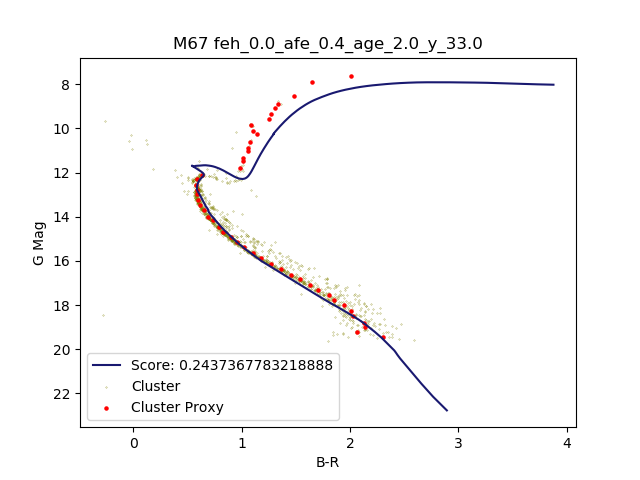 M67 feh_0.0_afe_0.4_age_2.0_y_33.0
8
10
12
14
16
18
20
22
G Mag
Score: 0.2437367783218888
Cluster
Cluster Proxy
0
1
2
3
4
B-R